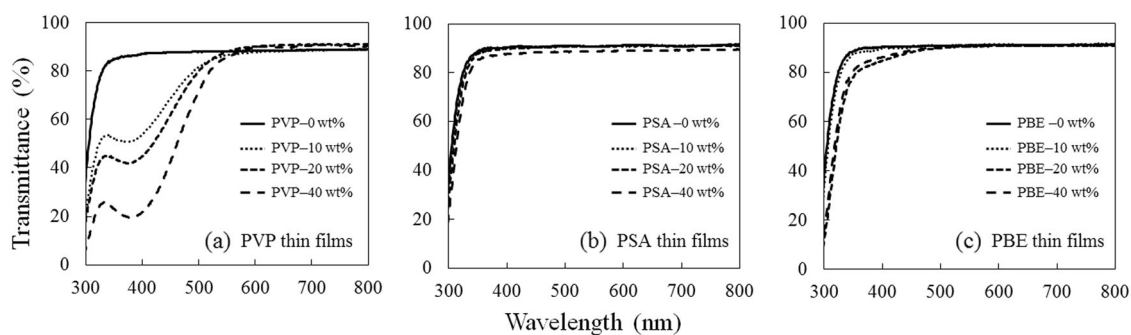 Transmittance (%)
100
80
60
40
20
0
300 400 500 600 700 800
PVP–0 wt%
PVP–10 wt%
PVP–20 wt%
PVP–40 wt%
(a) PVP thin films
100
80
60
40
20
0
300 400 500 600 700 800
PSA–0 wt%
PSA–10 wt%
PSA–20 wt%
PSA–40 wt%
(b) PSA thin films
100
80
60
40
20
0
300 400 500 600 700 800
PBE –0 wt%
PBE–10 wt%
PBE–20 wt%
PBE–40 wt%
(c) PBE thin films
Wavelength (nm)